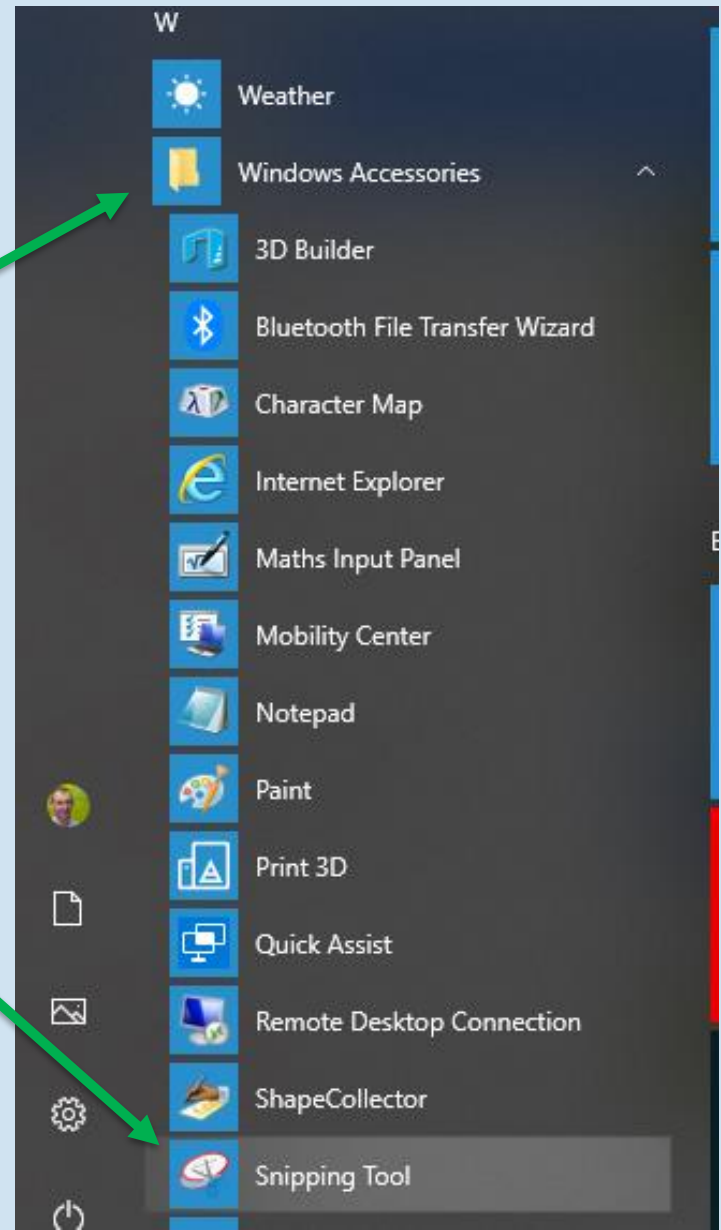 W
Weather
Windows Accessories
3D Builder
Bluetooth File Transfer Wizard
Character Map
Internet Explorer
Maths Input Panel
Mobility Center
Notepad
Paint
Print 3D
Quick Assist
Remote Desktop Connection
ShapeCollector
Snipping Tool